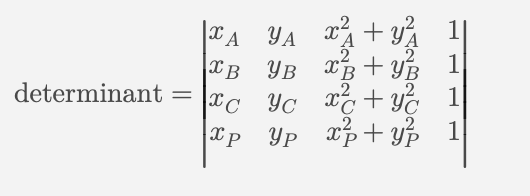 determinant = | x_A y_A x_A^2 + y_A^2 1 |
| x_B y_B x_B^2 + y_B^2 1 |
| x_C y_C x_C^2 + y_C^2 1 |
| x_P y_P x_P^2 + y_P^2 1 |